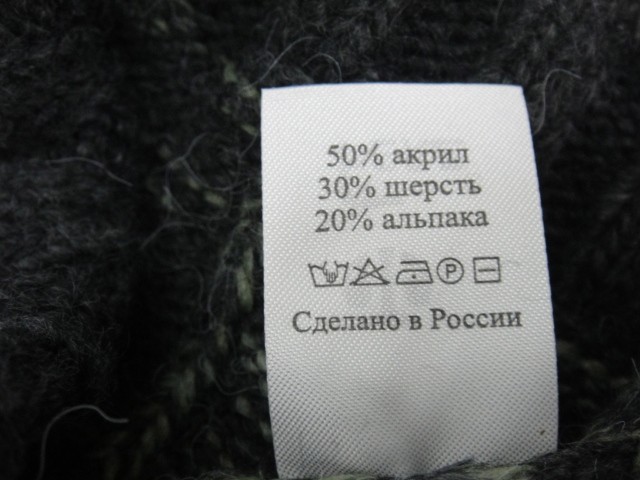 50% акрил
30% шерсть
20% альпака
P
Сделано в России